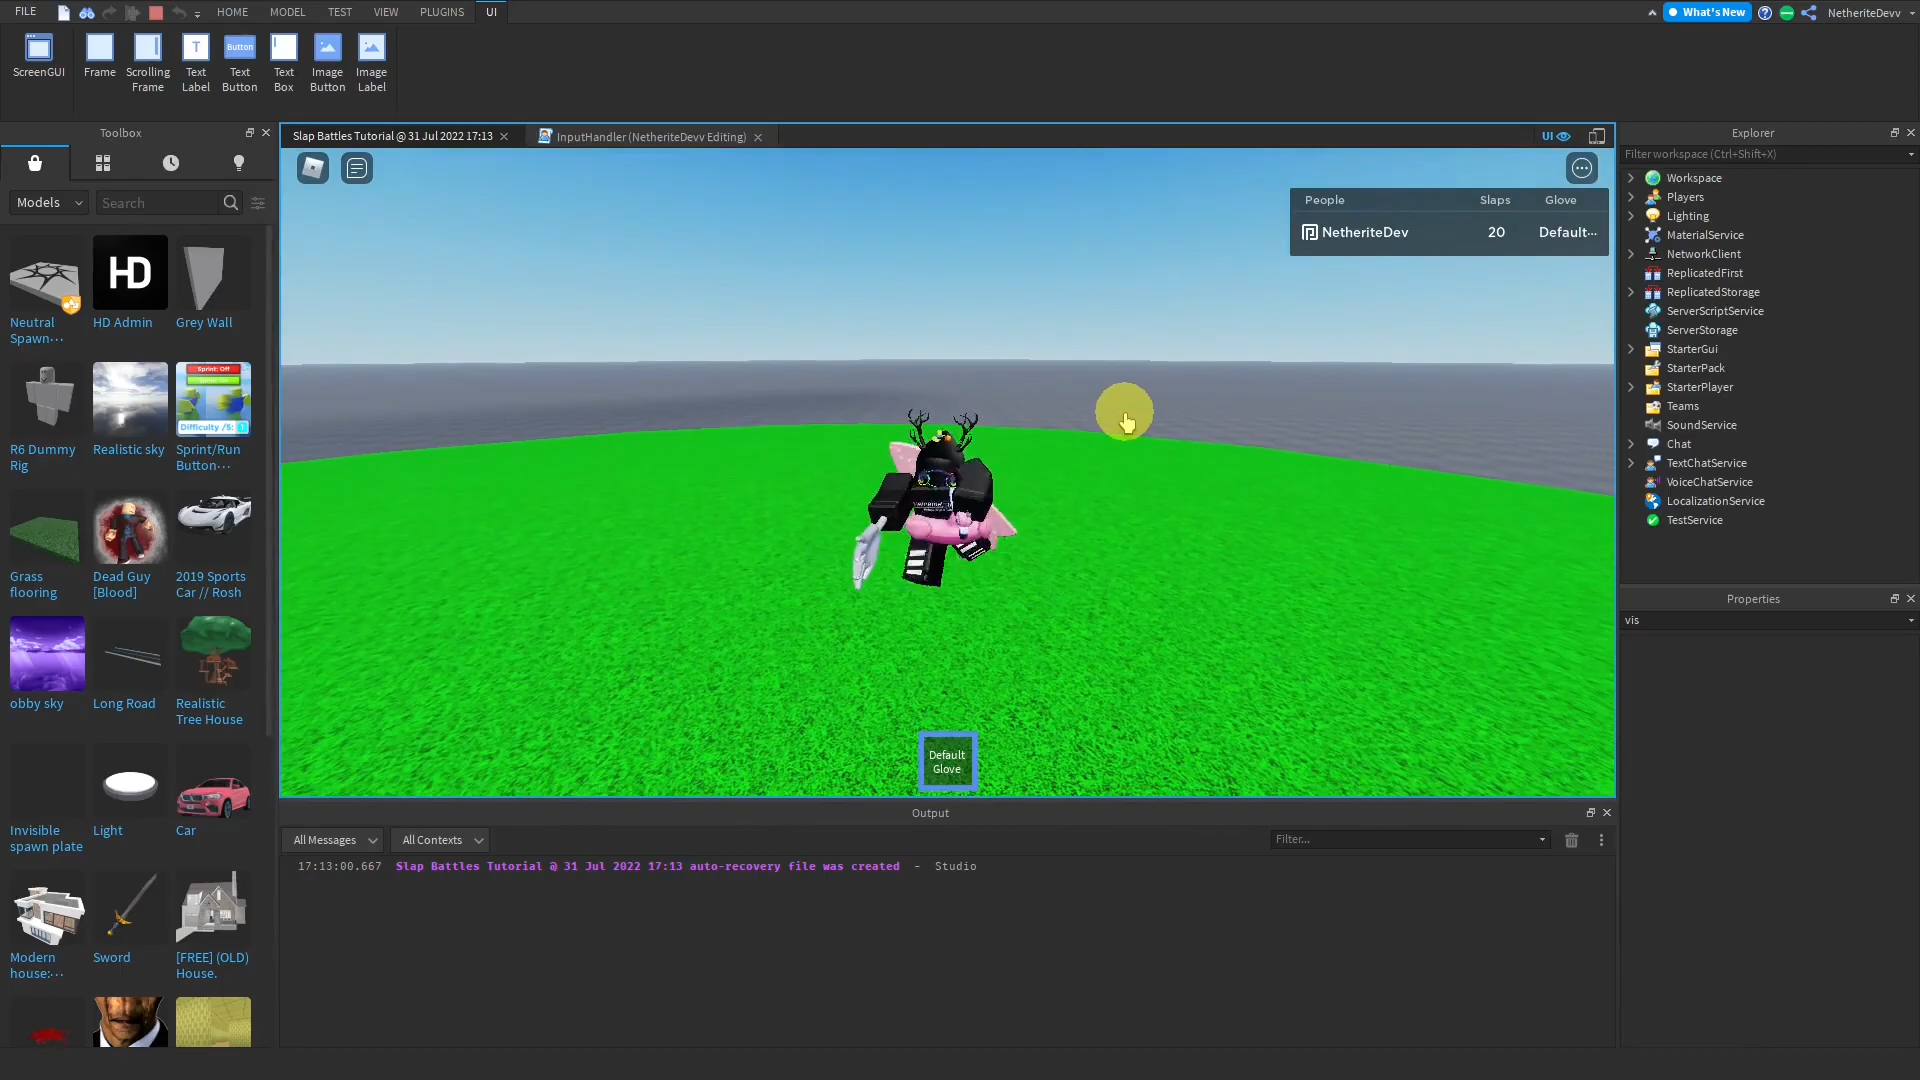 FILE
HOME
MODEL
TEST
VIEW
PLUGINS
UI
What's New
NetheriteDevv
ScreenGUI
Frame
Scrolling
Frame
Text
Label
Button
Text
Button
Text
Box
Image
Button
Image
Label
Toolbox
Slap Battles Tutorial @ 31 Jul 2022 17:13
InputHandler (NetheriteDevv Editing)
UI
Explorer
Filter workspace (Ctrl+Shift+X)
Models
Search
Neutral
Spawn...
HD
HD Admin
Grey Wall
R6 Dummy
Rig
Realistic sky
Sprint: Off
Difficulty /5: 1
Sprint/Run
Button...
Grass
flooring
Dead Guy
[Blood]
2019 Sports
Car // Rosh
obby sky
Long Road
Realistic
Tree House
Invisible
spawn plate
Light
Car
Modern
house:...
Sword
[FREE] (OLD)
House.
People Slaps Glove
NetheriteDev 20 Default...
Default
Glove
Workspace
Players
Lighting
MaterialService
NetworkClient
ReplicatedFirst
ReplicatedStorage
ServerScriptService
ServerStorage
StarterGui
StarterPack
StarterPlayer
Teams
SoundService
Chat
TextChatService
VoiceChatService
LocalizationService
TestService
Properties
vis
Output
All Messages
All Contexts
Filter...
17:13:00.667 Slap Battles Tutorial @ 31 Jul 2022 17:13 auto-recovery file was created - Studio